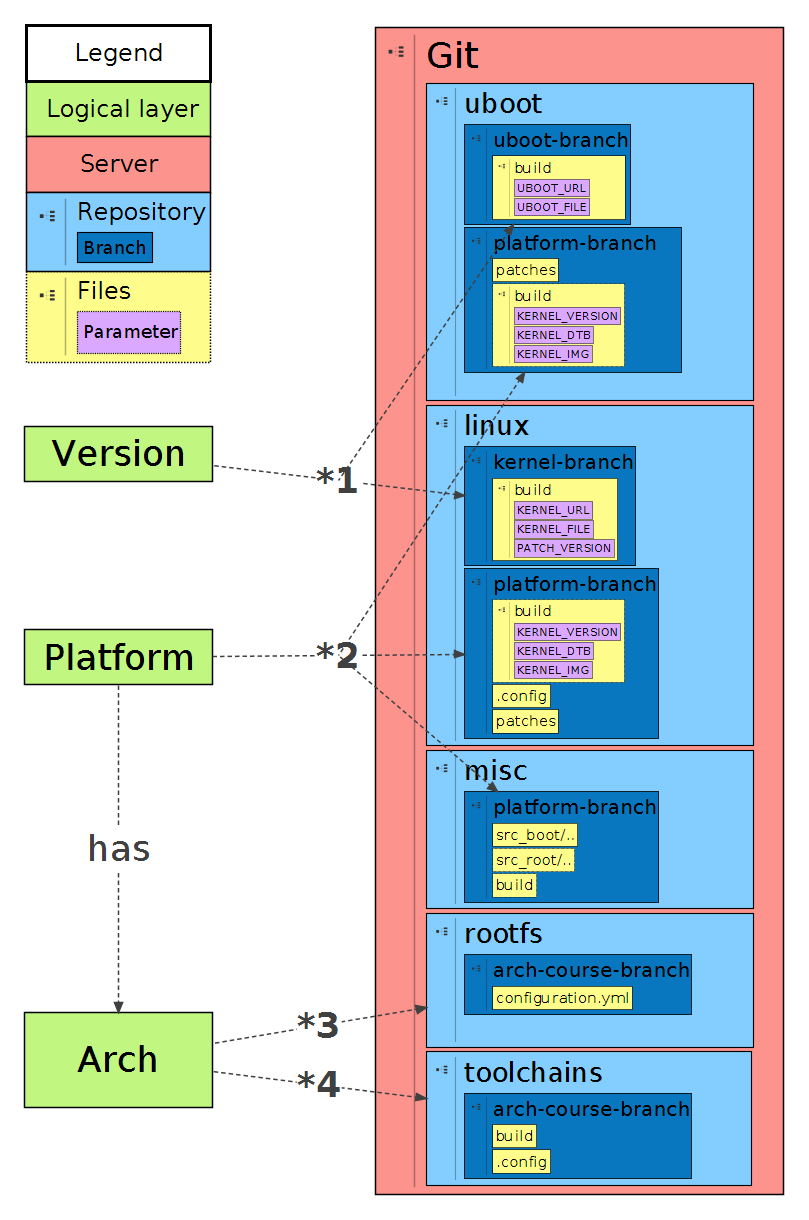 Legend
Logical layer
Server
Repository
Branch
Files
Parameter
Version
*1
Platform
*2
has
Arch
*3
*4
Git
uboot
uboot-branch
build
UBOOT_URL
UBOOT_FILE
platform-branch
patches
build
KERNEL_VERSION
KERNEL_DTB
KERNEL_IMG
linux
kernel-branch
build
KERNEL_URL
KERNEL_FILE
PATCH_VERSION
platform-branch
build
KERNEL_VERSION
KERNEL_DTB
KERNEL_IMG
.config
patches
misc
platform-branch
src_boot/..
src_root/..
build
rootfs
arch-course-branch
configuration.yml
toolchains
arch-course-branch
build
.config